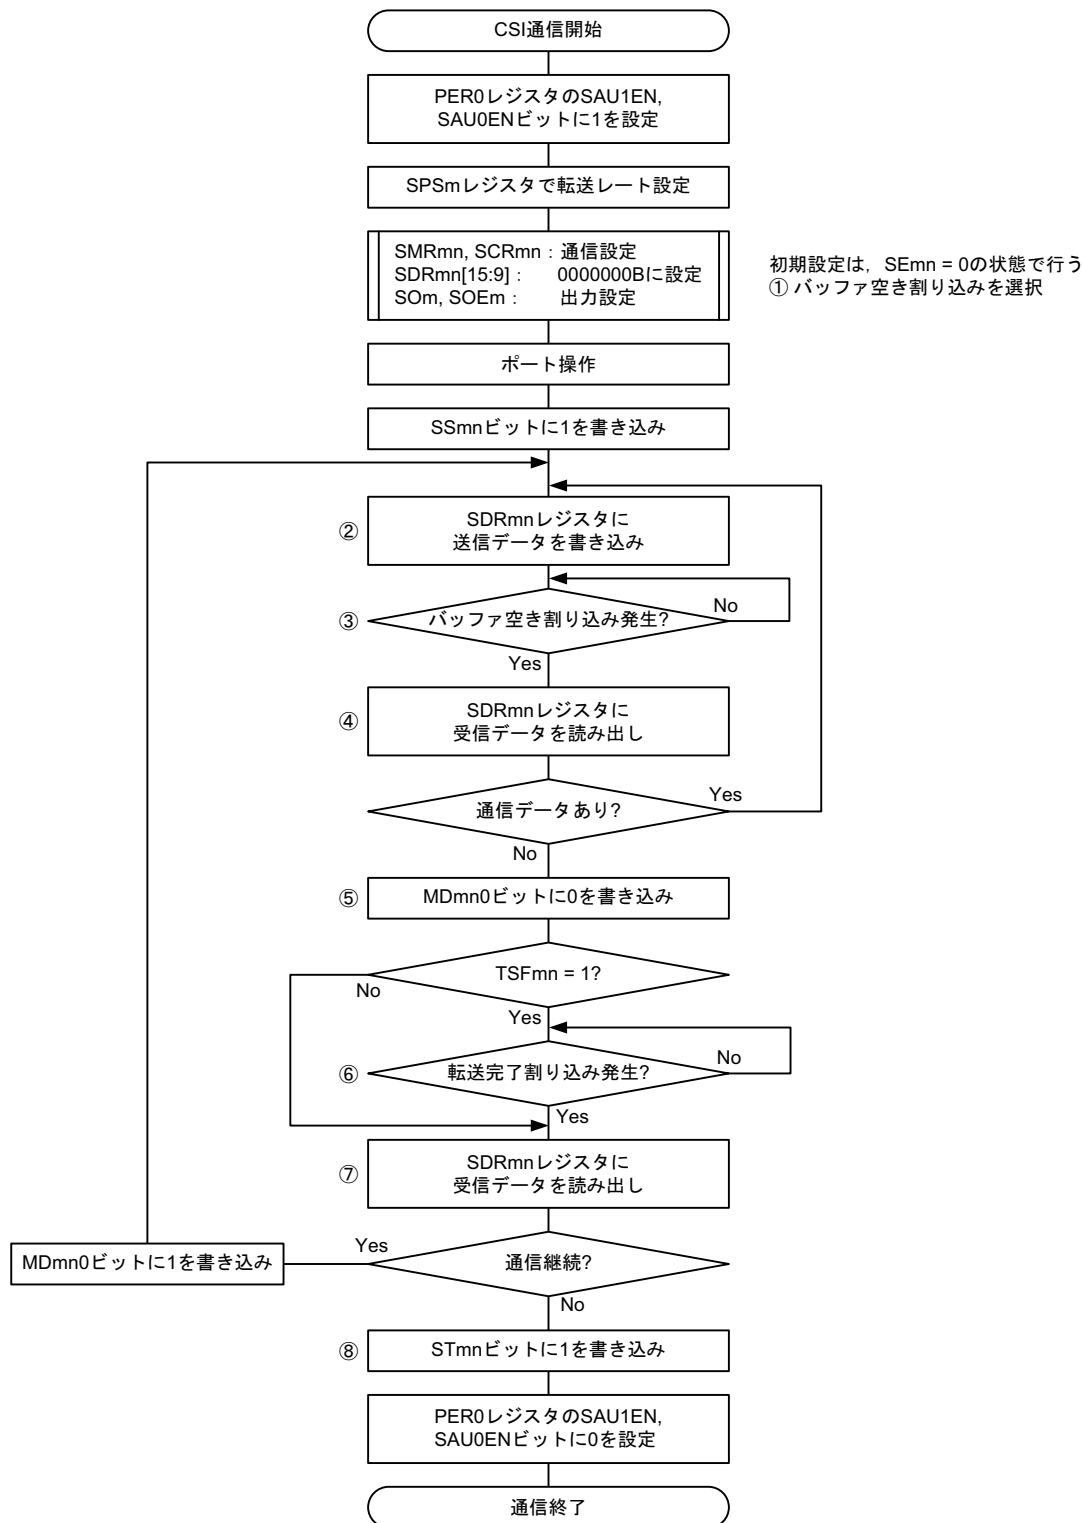 CSI通信開始
PER0レジスタのSAU1EN,
SAU0ENビットに1を設定
SPSmレジスタで転送レート設定
SMRmn, SCRmn：通信設定
SDRmn[15:9]： 0000000Bに設定
SOm, SOEm： 出力設定
初期設定は，SEmn = 0の状態で行う
① バッファ空き割り込みを選択
ポート操作
SSmnビットに1を書き込み
②
SDRmnレジスタに
送信データを書き込み
③
バッファ空き割り込み発生?
No
Yes
④
SDRmnレジスタに
受信データを読み出し
通信データあり?
Yes
No
⑤
MDmn0ビットに0を書き込み
TSFmn = 1?
No
Yes
⑥
転送完了割り込み発生?
No
Yes
⑦
SDRmnレジスタに
受信データを読み出し
MDmn0ビットに1を書き込み
Yes
通信継続?
No
⑧
STmnビットに1を書き込み
PER0レジスタのSAU1EN,
SAU0ENビットに0を設定
通信終了